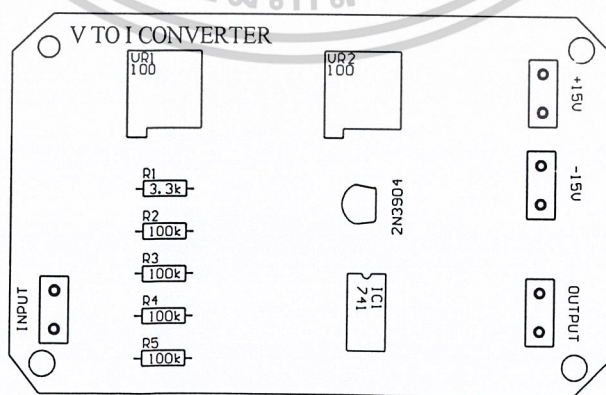 V TO I CONVERTER
VR1
100
VR2
100
+15V
R1
3.3k
2N3904
-15V
R2
100k
R3
100k
IC1
741
INPUT
OUTPUT
R4
100k
R5
100k